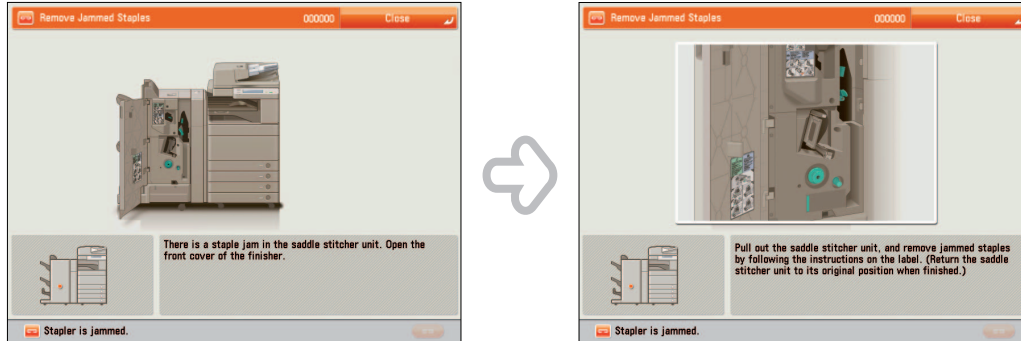 Remove Jammed Staples 000000 Close
There is a staple jam in the saddle stitcher unit. Open the
front cover of the finisher.
Stapler is jammed.
Remove Jammed Staples 000000 Close
Pull out the saddle stitcher unit, and remove jammed staples
by following the instructions on the label. (Return the saddle
stitcher unit to its original position when finished.)
Stapler is jammed.